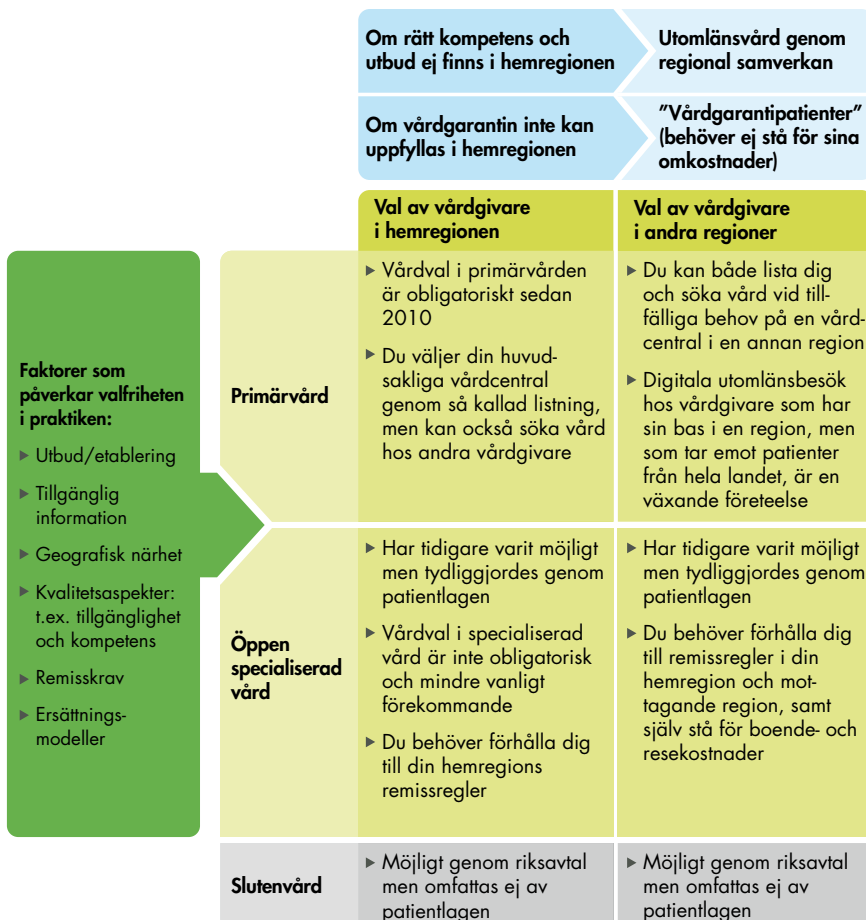 Om rätt kompetens och
utbud ej finns i hemregionen
Utomlänsvård genom
regional samverkan
Om vårdgarantin inte kan
uppfyllas i hemregionen
”Vårdgarantipatienter”
(behöver ej stå för sina
omkostnader)
Val av vårdgivare
i hemregionen
Val av vårdgivare
i andra regioner
Faktorer som
påverkar valfriheten
i praktiken:
▸ Utbud/etablering
▸ Tillgänglig
information
▸ Geografisk närhet
▸ Kvalitetsaspekter:
t.ex. tillgänglighet
och kompetens
▸ Remisskrav
▸ Ersättnings-
modeller
Primärvård
▸ Vårdval i primärvården
är obligatoriskt sedan
2010
▸ Du väljer din huvud-
sakliga vårdcentral
genom så kallad listning,
men kan också söka vård
hos andra vårdgivare
▸ Du kan både lista dig
och söka vård vid till-
fälliga behov på en vård-
central i en annan region
▸ Digitala utomlänsbesök
hos vårdgivare som har
sin bas i en region, men
som tar emot patienter
från hela landet, är en
växande företeelse
Öppen
specialiserad
vård
▸ Har tidigare varit möjligt
men tydliggjordes genom
patientlagen
▸ Vårdval i specialiserad
vård är inte obligatorisk
och mindre vanligt
förekommande
▸ Du behöver förhålla dig
till din hemregions
remissregler
▸ Har tidigare varit möjligt
men tydliggjordes genom
patientlagen
▸ Du behöver förhålla dig
till remissregler i din
hemregion och mot-
tagande region, samt
själv stå för boende- och
resekostnader
Slutenvård
▸ Möjligt genom riksavtal
men omfattas ej av
patientlagen
▸ Möjligt genom riksavtal
men omfattas ej av
patientlagen